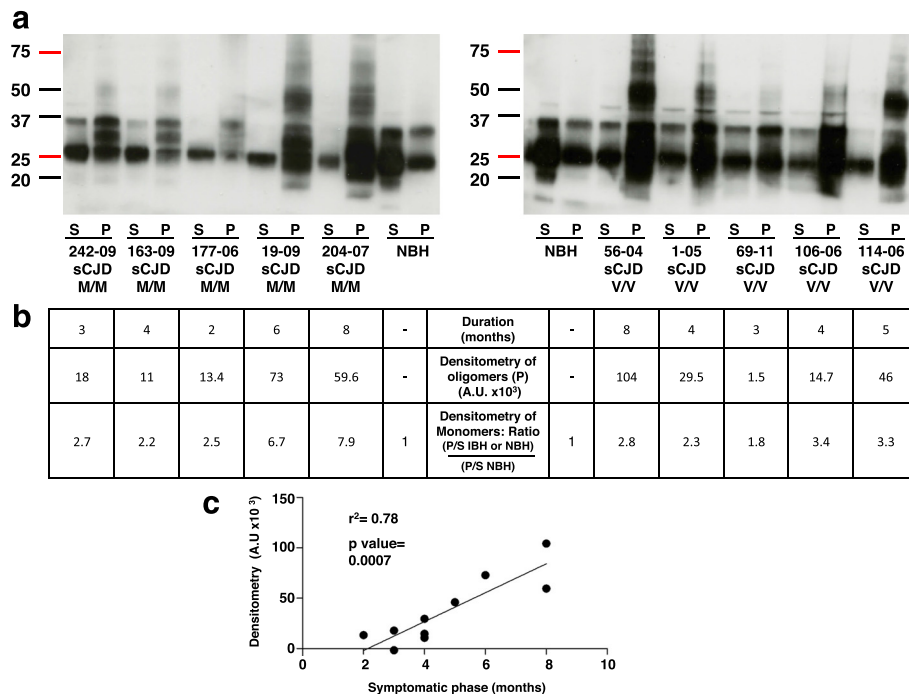 a
75
50
37
25
20
S P S P S P S P S P S P
242-09 163-09 177-06 19-09 204-07 NBH
sCJD sCJD sCJD sCJD sCJD
M/M M/M M/M M/M M/M
75
50
37
25
20
S P S P S P S P S P S P
NBH 56-04 1-05 69-11 106-06 114-06
sCJD sCJD sCJD sCJD sCJD
V/V V/V V/V V/V V/V
b
3 4 2 6 8 - Duration (months) - 8 4 3 4 5
18 11 13.4 73 59.6 - Densitometry of oligomers (P) (A.U. x10³) - 104 29.5 1.5 14.7 46
2.7 2.2 2.5 6.7 7.9 1 Densitometry of Monomers: Ratio (P/S IBH or NBH) (P/S NBH) 1 2.8 2.3 1.8 3.4 3.3
c
Densitometry (A.U x10 ³)
150
100
50
0
r²= 0.78
p value=
0.0007
0 2 4 6 8 10
Symptomatic phase (months)